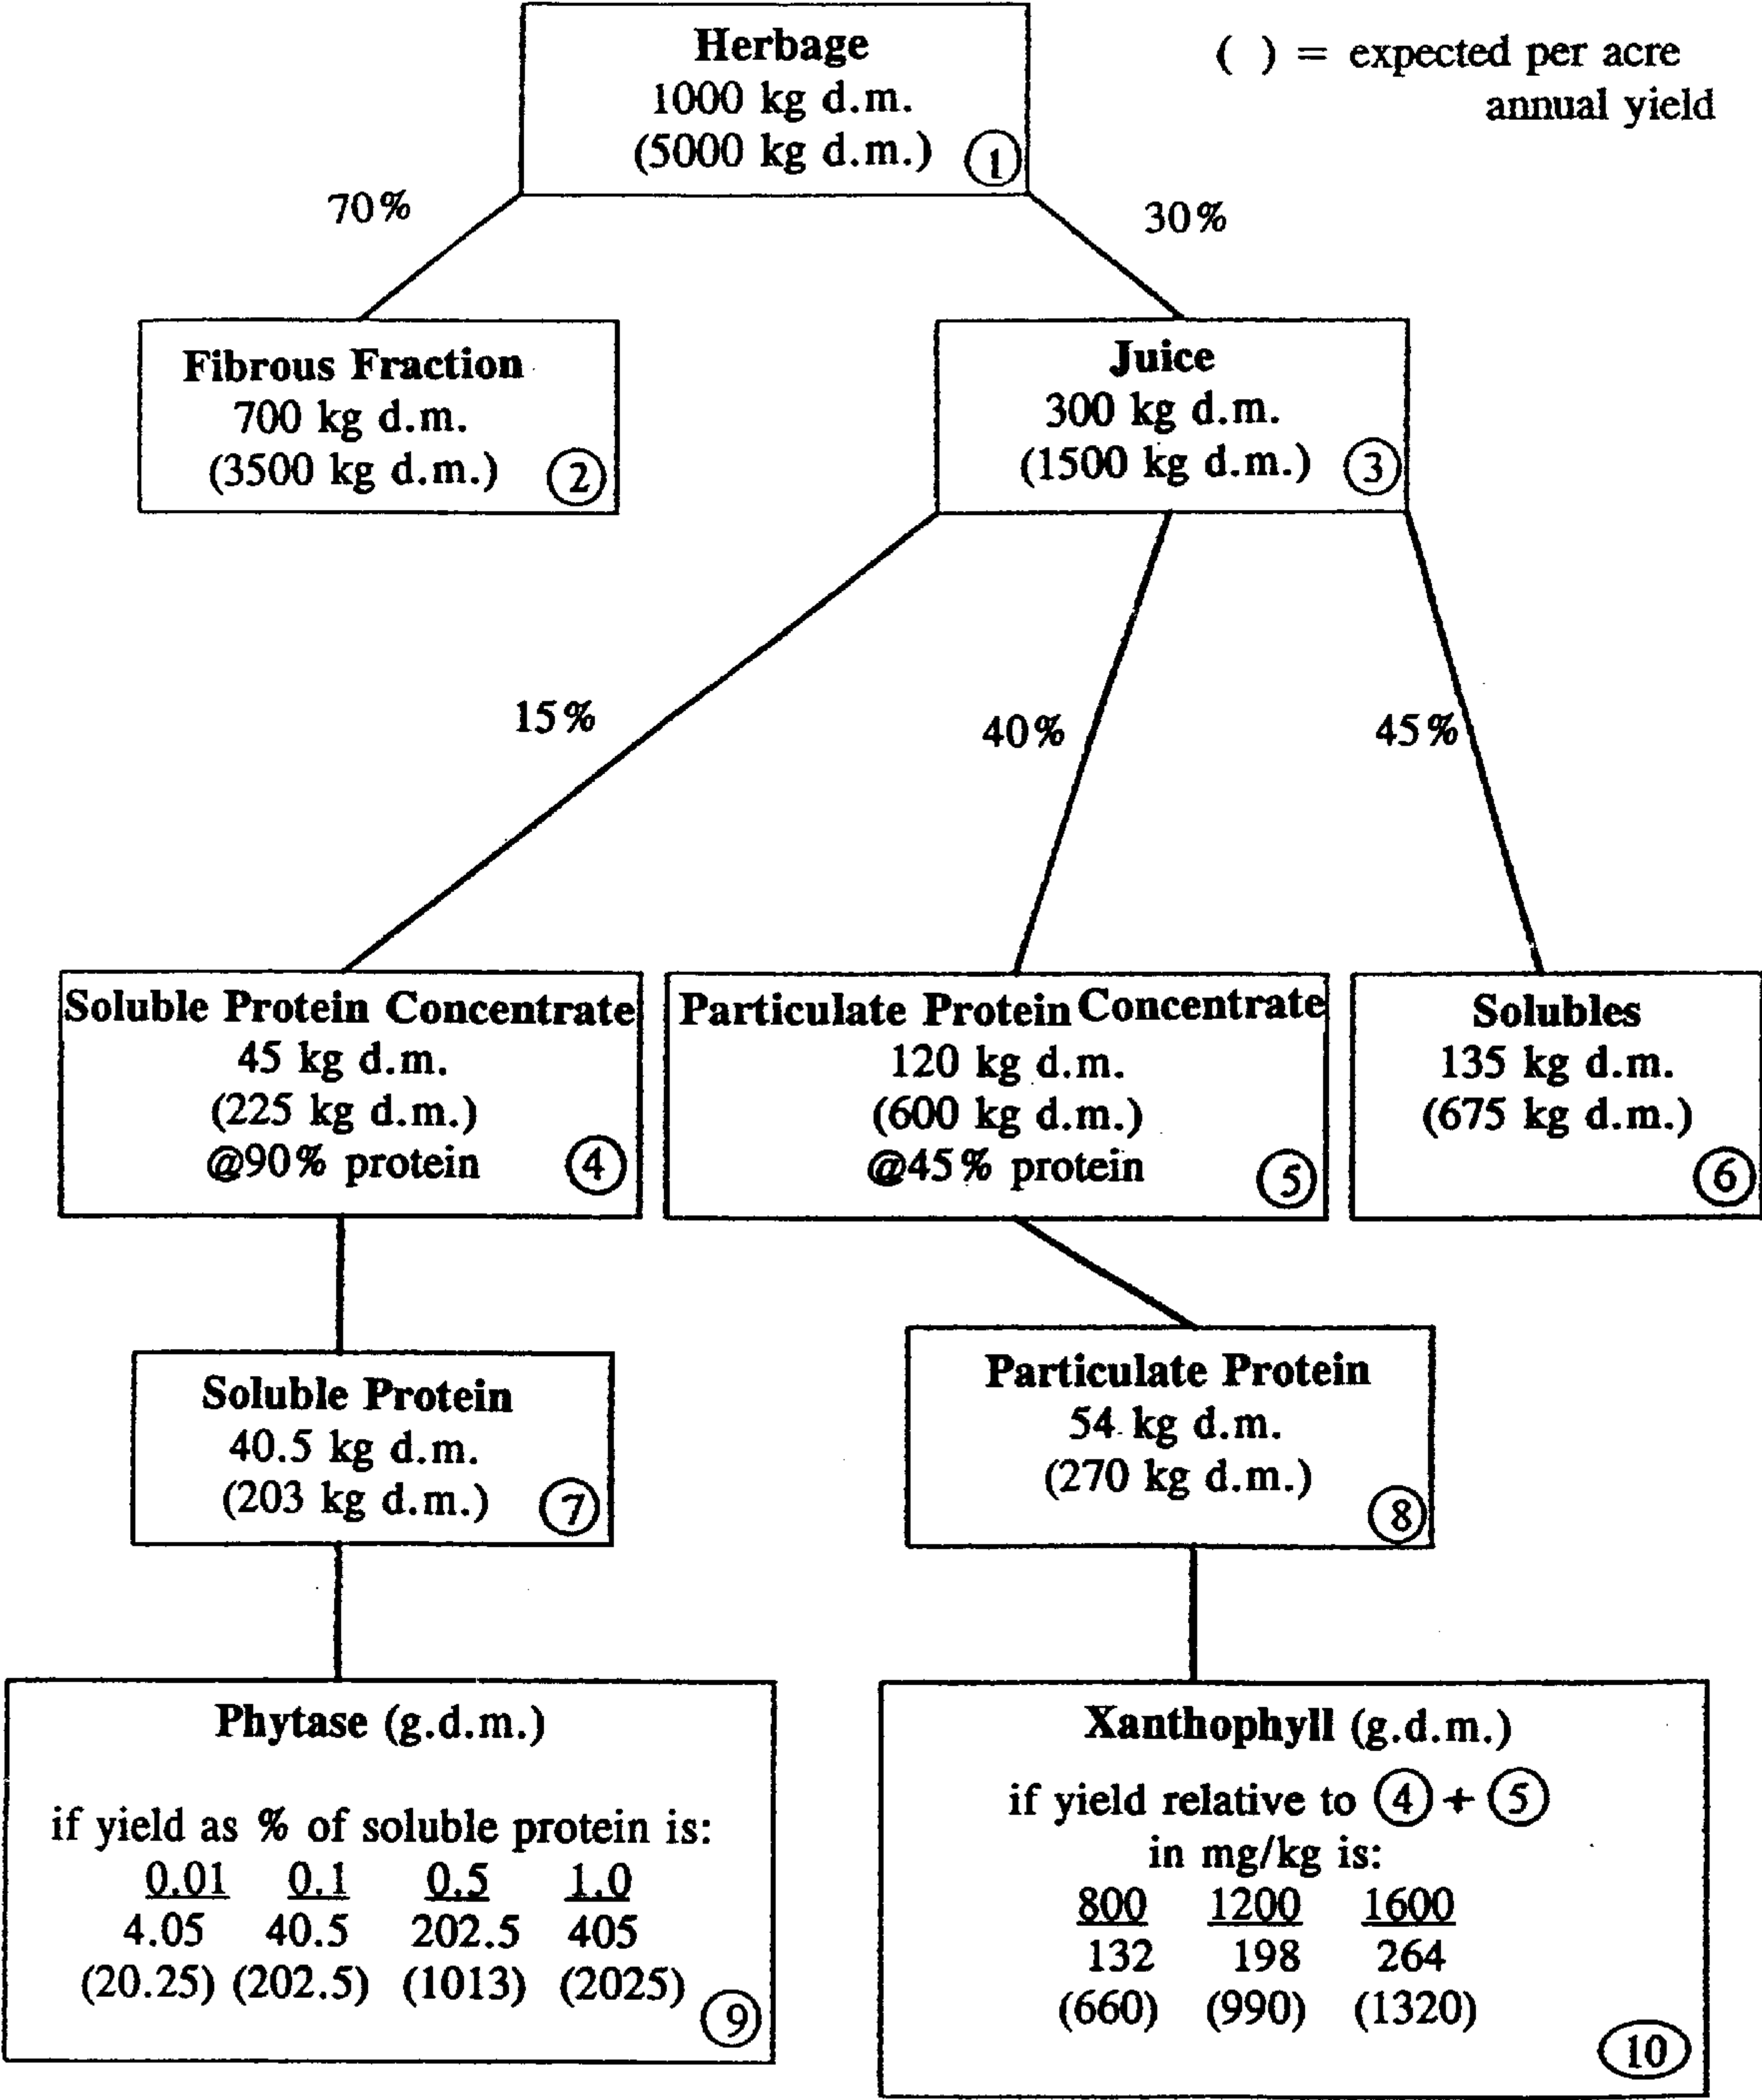 Herbage
1000 kg d.m.
(5000 kg d.m.) 1
( ) = expected per acre
annual yield
70%
30%
Fibrous Fraction
700 kg d.m.
(3500 kg d.m.) 2
Juice
300 kg d.m.
(1500 kg d.m.) 3
15%
40%
45%
Soluble Protein Concentrate
45 kg d.m.
(225 kg d.m.)
@90% protein 4
Particulate Protein Concentrate
120 kg d.m.
(600 kg d.m.)
@45% protein 5
Solubles
135 kg d.m.
(675 kg d.m.)
6
Soluble Protein
40.5 kg d.m.
(203 kg d.m.) 7
Particulate Protein
54 kg d.m.
(270 kg d.m.)
8
Phytase (g.d.m.)
if yield as % of soluble protein is:
0.01 0.1 0.5 1.0
4.05 40.5 202.5 405
(20.25) (202.5) (1013) (2025)
9
Xanthophyll (g.d.m.)
if yield relative to 4 + 5
in mg/kg is:
800 1200 1600
132 198 264
(660) (990) (1320)
10